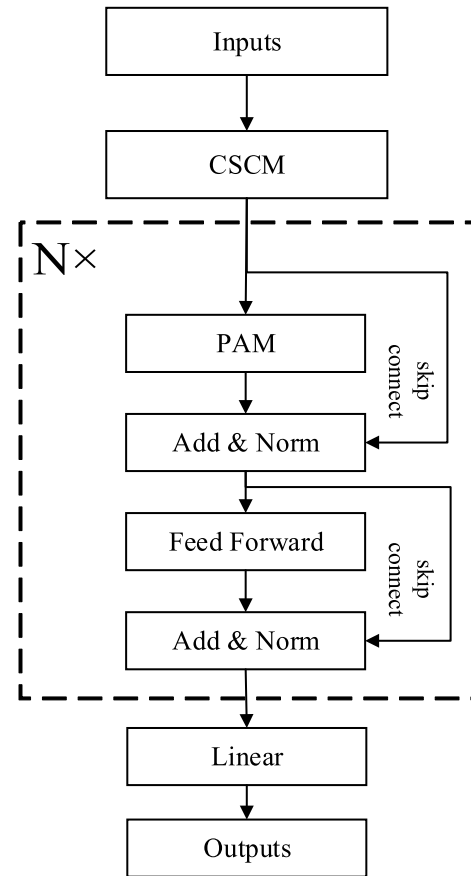 Inputs
CSCM
N×
PAM
skip
connect
Add & Norm
Feed Forward
skip
connect
Add & Norm
Linear
Outputs